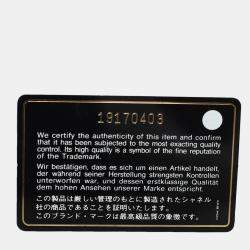 19170403
We certify the authenticity of this item and confirm
that it has been subjected to the most exacting quality
control. Its high quality is a symbol of the fine reputation
of the Trademark.
Wir bestätigen, dass es sich um einen Artikel handelt,
der während seiner Herstellung strengsten Kontrollen
unterworfen war, und dessen erstklassige Qualität
dem hohen Ansehen unserer Marke entspricht.
この製品は厳しい管理のもとに製造されたシャネル
社の商品であることを証明いたします。
このブランド・マークは最高級品質の象徴です。